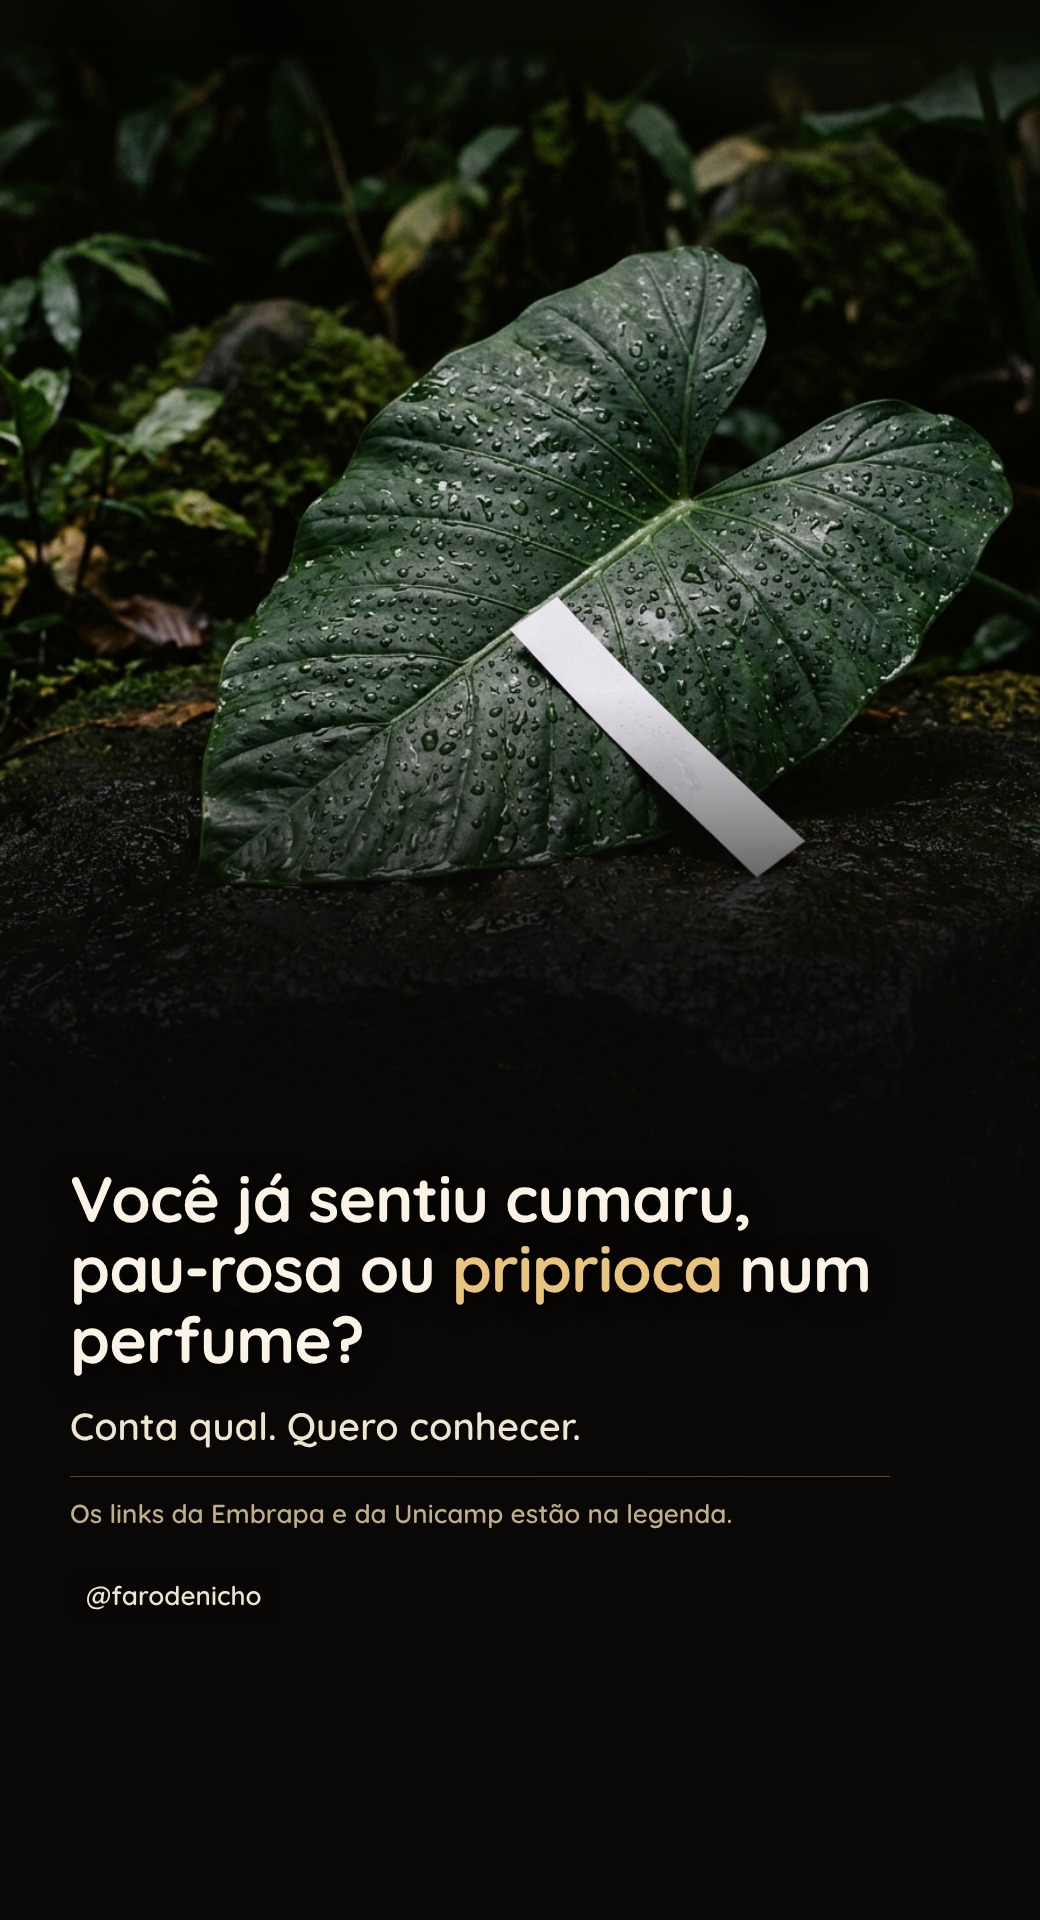 Você já sentiu cumaru,
pau-rosa ou priprioca num
perfume?
Conta qual. Quero conhecer.
Os links da Embrapa e da Unicamp estão na legenda.
@farodenicho